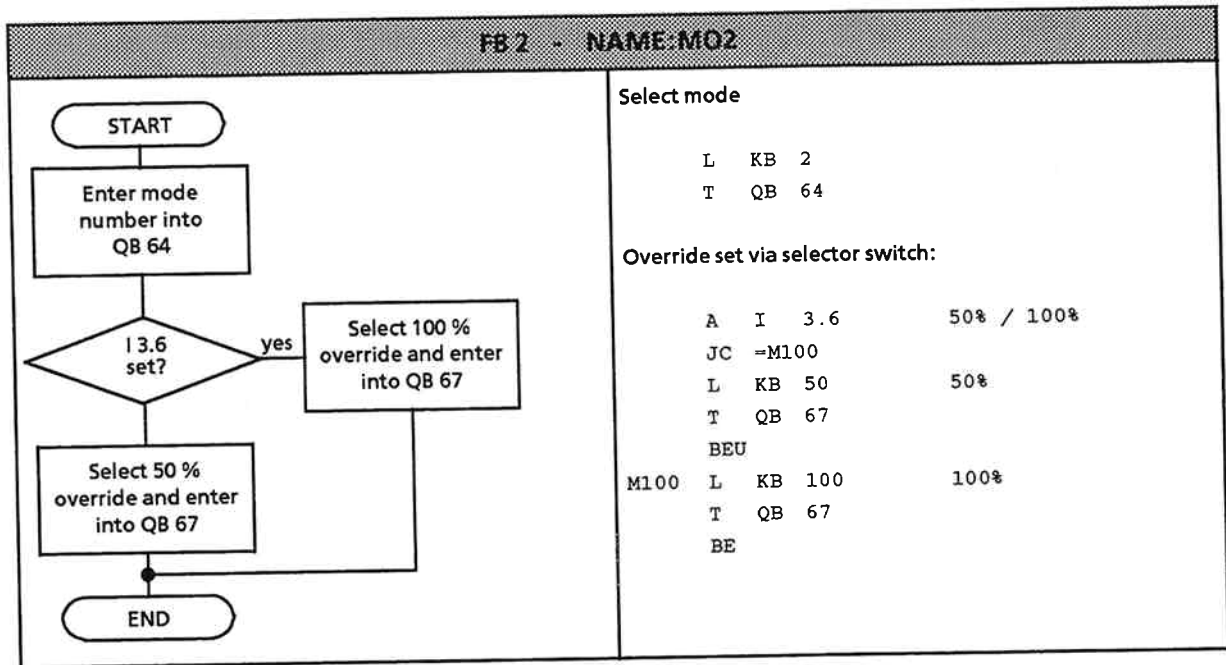 FB 2 - NAME:MO2
START
Enter mode
number into
QB 64
I 3.6
set?
yes
Select 100 %
override and enter
into QB 67
Select 50 %
override and enter
into QB 67
END
Select mode
L KB 2
T QB 64
Override set via selector switch:
A I 3.6 50% / 100%
JC =M100
L KB 50 50%
T QB 67
BEU
M100 L KB 100 100%
T QB 67
BE